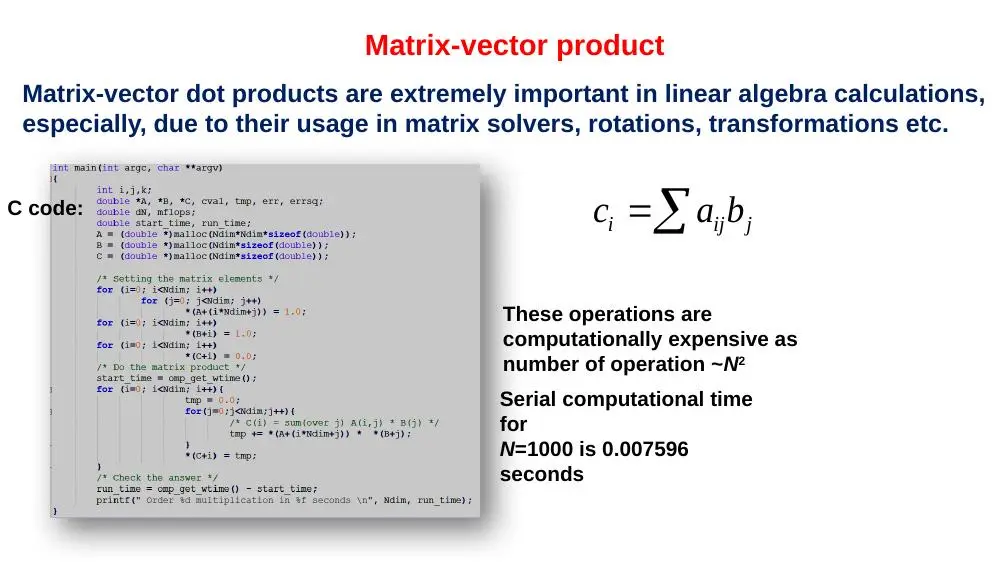 Matrix-vector product
Matrix-vector dot products are extremely important in linear algebra calculations,
especially, due to their usage in matrix solvers, rotations, transformations etc.
C code:
int main(int argc, char **argv)
{
int i,j,k;
double *A, *B, *C, cval, tmp, err, errsq;
double dN, mflops;
double start_time, run_time;
A = (double *)malloc(Ndim*Ndim*sizeof(double));
B = (double *)malloc(Ndim*sizeof(double));
C = (double *)malloc(Ndim*sizeof(double));
/* Setting the matrix elements */
for (i=0; i<Ndim; i++)
for (j=0; j<Ndim; j++)
*(A+(i*Ndim+j)) = 1.0;
for (i=0; i<Ndim; i++)
*(B+i) = 1.0;
for (i=0; i<Ndim; i++)
*(C+i) = 0.0;
/* Do the matrix product */
start_time = omp_get_wtime();
for (i=0; i<Ndim; i++){
tmp = 0.0;
for(j=0;j<Ndim;j++){
/* C(i) = sum(over j) A(i,j) * B(j) */
tmp += *(A+(i*Ndim+j)) * *(B+j);
}
*(C+i) = tmp;
}
/* Check the answer */
run_time = omp_get_wtime() - start_time;
printf(" Order %d multiplication in %f seconds \n", Ndim, run_time);
}
c_i = ∑ a_ij b_j
These operations are
computationally expensive as
number of operation ~N²
Serial computational time
for
N=1000 is 0.007596
seconds